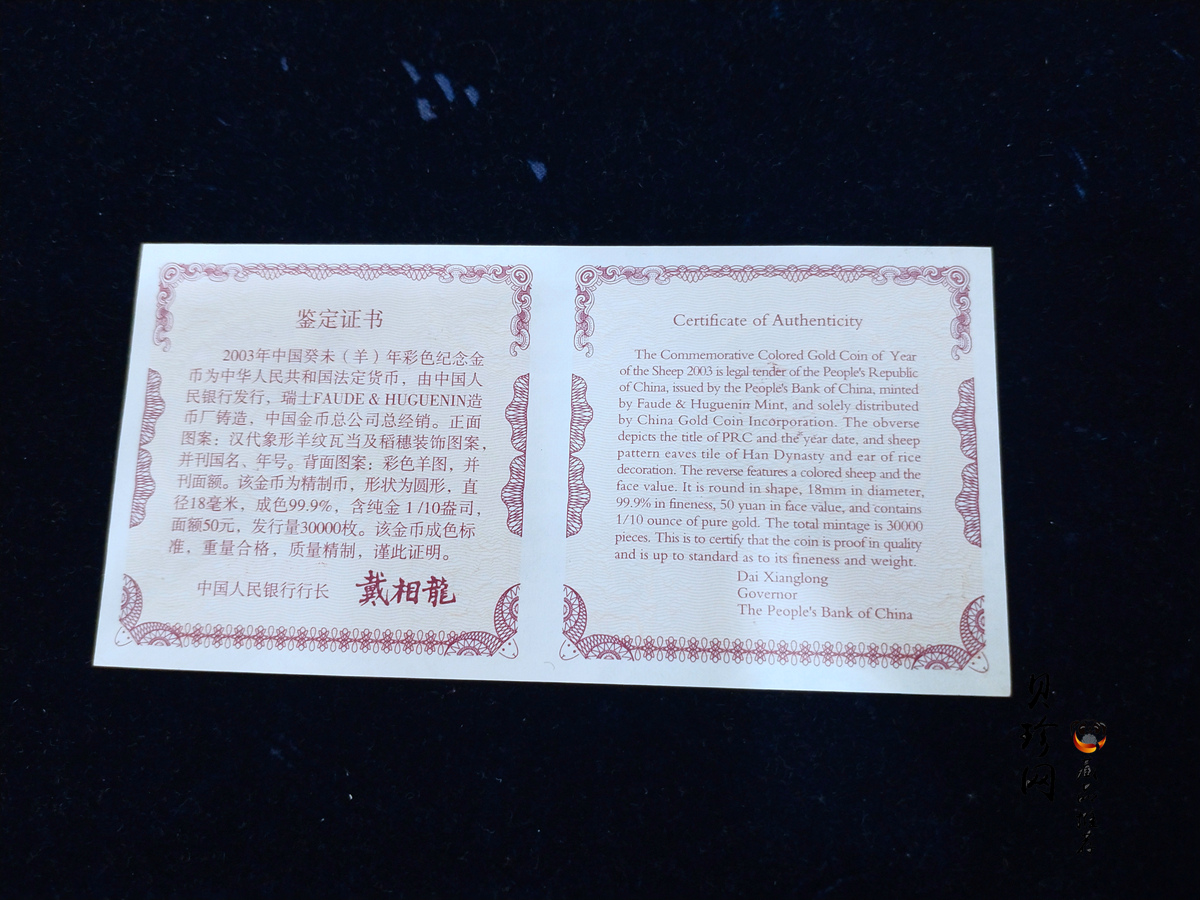 鉴定证书
2003年中国癸未（羊）年彩色纪念金
币为中华人民共和国法定货币，由中国人
民银行发行，瑞士FAUDE & HUGUENIN造
币厂铸造，中国金币总公司总经销。正面
图案：汉代象形羊纹瓦当及稻穗装饰图案，
并刊国名、年号。背面图案：彩色羊图，并
刊面额。该金币为精制币，形状为圆形，直
径18毫米，成色99.9%，含纯金1/10盎司，
面额50元，发行量30000枚。该金币成色标
准，重量合格，质量精制，谨此证明。
中国人民银行行长 戴相龍
Certificate of Authenticity
The Commemorative Colored Gold Coin of Year
of the Sheep 2003 is legal tender of the People's Republic
of China, issued by the People's Bank of China, minted
by Faude & Huguenin Mint, and solely distributed
by China Gold Coin Incorporation. The obverse
depicts the title of PRC and the year date, and sheep
pattern eaves tile of Han Dynasty and ear of rice
decoration. The reverse features a colored sheep and the
face value. It is round in shape, 18mm in diameter,
99.9% in fineness, 50 yuan in face value, and contains
1/10 ounce of pure gold. The total mintage is 30000
pieces. This is to certify that the coin is proof in quality
and is up to standard as to its fineness and weight.
Dai Xianglong
Governor
The People's Bank of China
见珍网